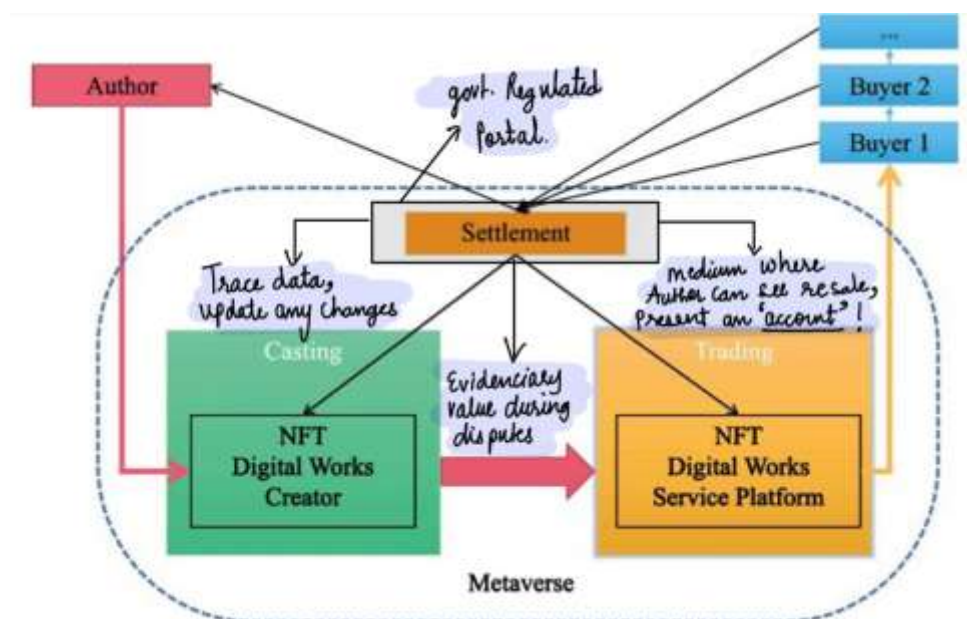 ...
Author
Buyer 2
Buyer 1
govt. Regulated
Portal.
Settlement
Trace data,
update any changes
medium where
Author can see resale,
present an "account" !
Casting
Trading
Evidenciary
value during
disputes
NFT
Digital Works
Creator
NFT
Digital Works
Service Platform
Metaverse